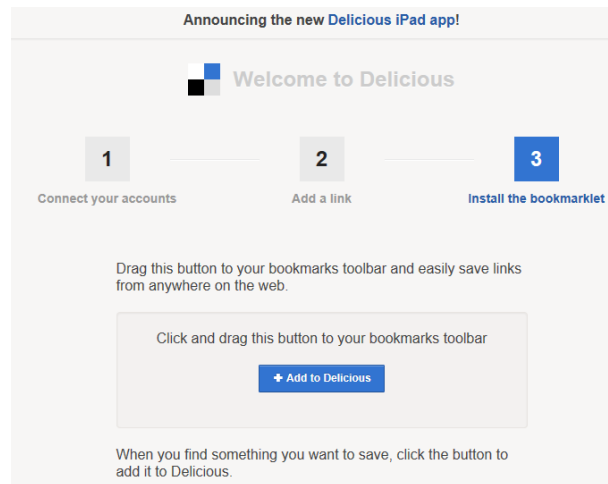 Announcing the new Delicious iPad app!
Welcome to Delicious
1
2
3
Connect your accounts
Add a link
Install the bookmarklet
Drag this button to your bookmarks toolbar and easily save links
from anywhere on the web.
Click and drag this button to your bookmarks toolbar
+ Add to Delicious
When you find something you want to save, click the button to
add it to Delicious.